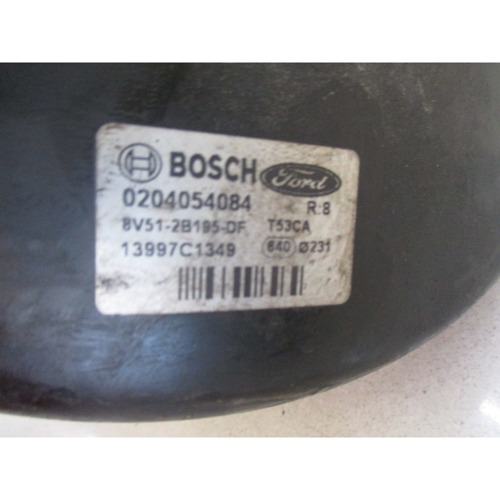 BOSCH Ford
0204054084 R:8
8V51-2B195-DF T53CA
13997C1349 640 Ø231